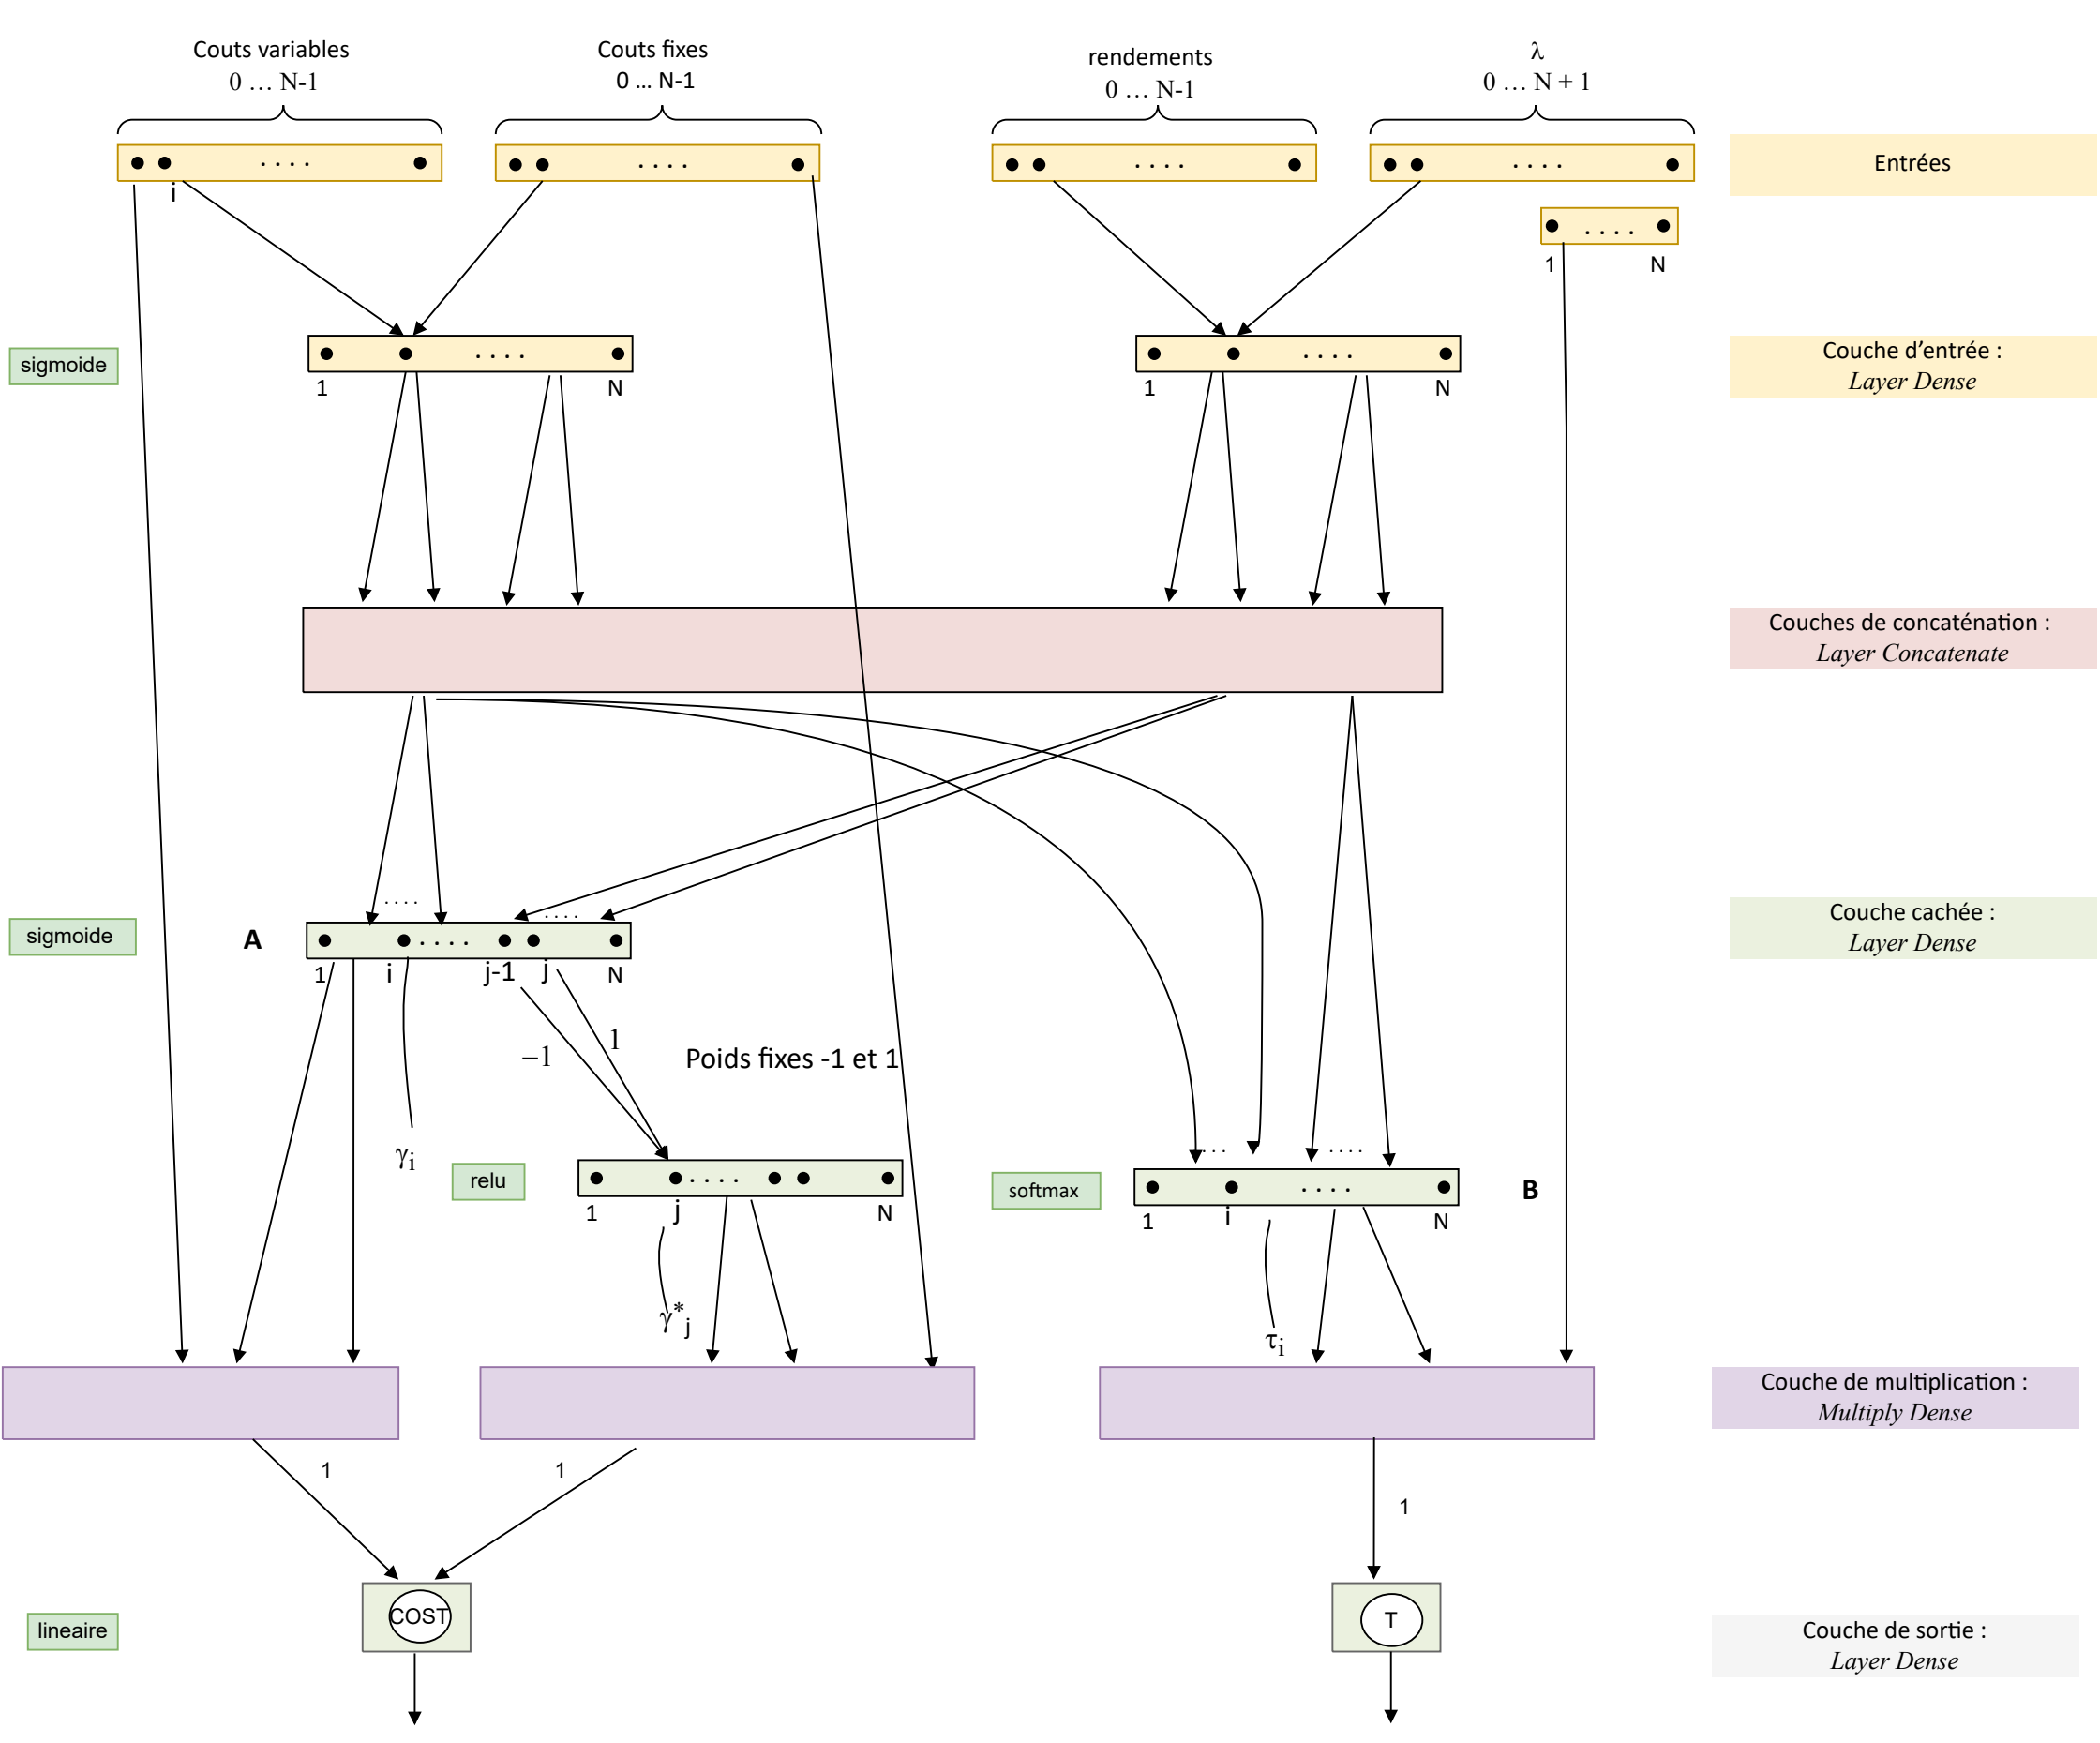 Couts variables
0 … N-1
Couts fixes
0 … N-1
rendements
0 … N-1
λ
0 … N + 1
. . . .
. . . .
. . . .
. . . .
Entrées
i
. . . .
1 N
sigmoide
. . . .
1 N
. . . .
1 N
Couche d'entrée :
Layer Dense
Couches de concaténation :
Layer Concatenate
. . . .
. . . .
sigmoide
A
. . . .
1 i j-1 j N
Couche cachée :
Layer Dense
−1
1
Poids fixes -1 et 1
γi
relu
. . . .
1 j N
. . .
. . . .
softmax
. . . .
1 i N
B
γ*j
τi
Couche de multiplication :
Multiply Dense
1
1
1
lineaire
COST
T
Couche de sortie :
Layer Dense